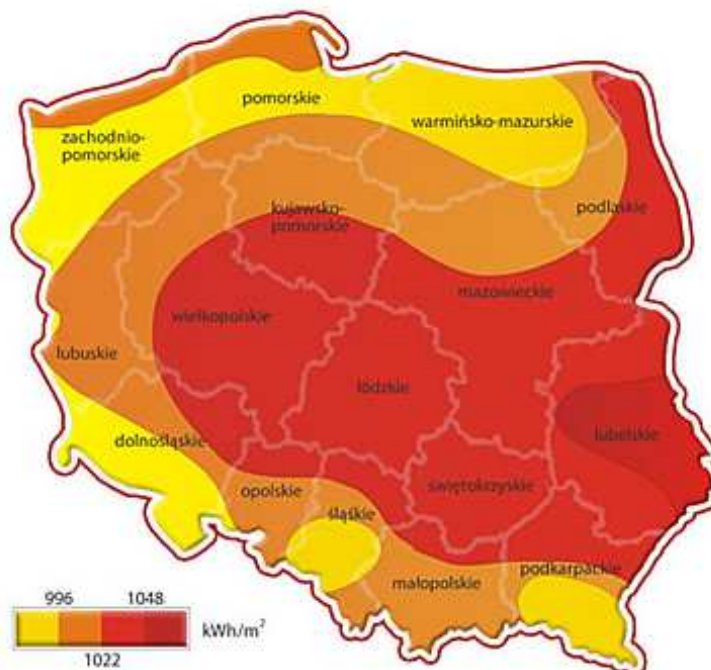 pomorskie
warmińsko-mazurskie
zachodnio-
pomorskie
kujawsko-
pomorskie
podlaskie
mazowieckie
wielkopolskie
lubuskie
łódzkie
dolnośląskie
lubelskie
opolskie
świętokrzyskie
śląskie
podkarpackie
małopolskie
996 1048
kWh/m²
1022